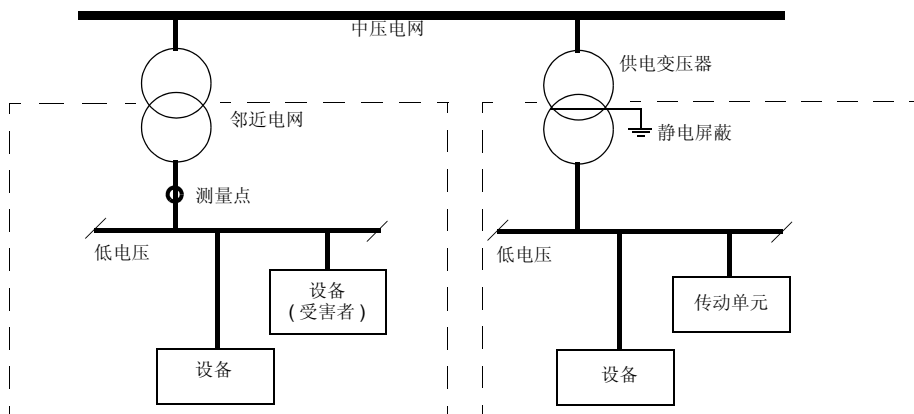 中压电网
供电变压器
邻近电网
静电屏蔽
测量点
低电压
低电压
设备
(受害者)
传动单元
设备
设备